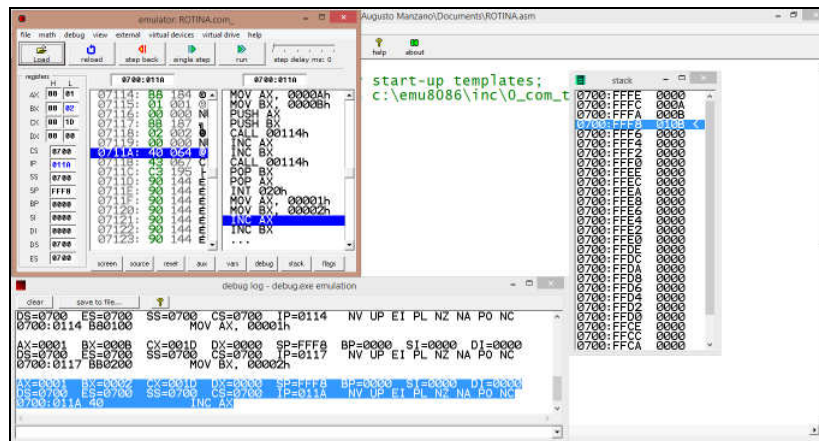 emulator: ROTINA.com_
Augusto Manzano\Documents\ROTINA.asm
file math debug view external virtual devices virtual drive help
Load reload step back single step run step delay ms: 0
help about
registers
H L
0700:011A 0700:011A
AX 00 01
BX 00 02
CX 00 1D
DX 00 00
CS 0700
IP 011A
SS 0700
SP FFF8
BP 0000
SI 0000
DI 0000
DS 0700
ES 0700
07114: B8 184
07115: 01 001
07116: 00 000
07117: BB 187
07118: 02 002
07119: 00 000
0711A: 40 064 @
0711B: 43 067 C
0711C: C3 195
0711D: 90 144 É
0711E: 90 144 É
0711F: 90 144 É
07120: 90 144 É
07121: 90 144 É
07122: 90 144 É
07123: 90 144 É
MOV AX, 0000Ah
MOV BX, 0000Bh
PUSH AX
PUSH BX
CALL 00114h
INC AX
INC BX
CALL 00114h
POP BX
POP AX
INT 020h
MOV AX, 00001h
MOV BX, 00002h
INC AX
INC BX
...
screen source reset aux vars debug stack flags
start-up templates;
c:\emu8086\inc\0_com_t
stack
0700:FFFE 0000
0700:FFFC 000A
0700:FFFA 000B
0700:FFF8 010B <
0700:FFF6 0000
0700:FFF4 0000
0700:FFF2 0000
0700:FFF0 0000
0700:FFEE 0000
0700:FFEC 0000
0700:FFEA 0000
0700:FFE8 0000
0700:FFE6 0000
0700:FFE4 0000
0700:FFE2 0000
0700:FFE0 0000
0700:FFDE 0000
0700:FFDC 0000
0700:FFDA 0000
0700:FFD8 0000
0700:FFD6 0000
0700:FFD4 0000
0700:FFD2 0000
0700:FFD0 0000
0700:FFCE 0000
0700:FFCC 0000
0700:FFCA 0000
debug log - debug.exe emulation
clear save to file... ?
DS=0700 ES=0700 SS=0700 CS=0700 IP=0114 NV UP EI PL NZ NA PO NC
0700:0114 B80100 MOV AX, 00001h
AX=0001 BX=000B CX=001D DX=0000 SP=FFF8 BP=0000 SI=0000 DI=0000
DS=0700 ES=0700 SS=0700 CS=0700 IP=0117 NV UP EI PL NZ NA PO NC
0700:0117 BB0200 MOV BX, 00002h
AX=0001 BX=0002 CX=001D DX=0000 SP=FFF8 BP=0000 SI=0000 DI=0000
DS=0700 ES=0700 SS=0700 CS=0700 IP=011A NV UP EI PL NZ NA PO NC
0700:011A 40 INC AX